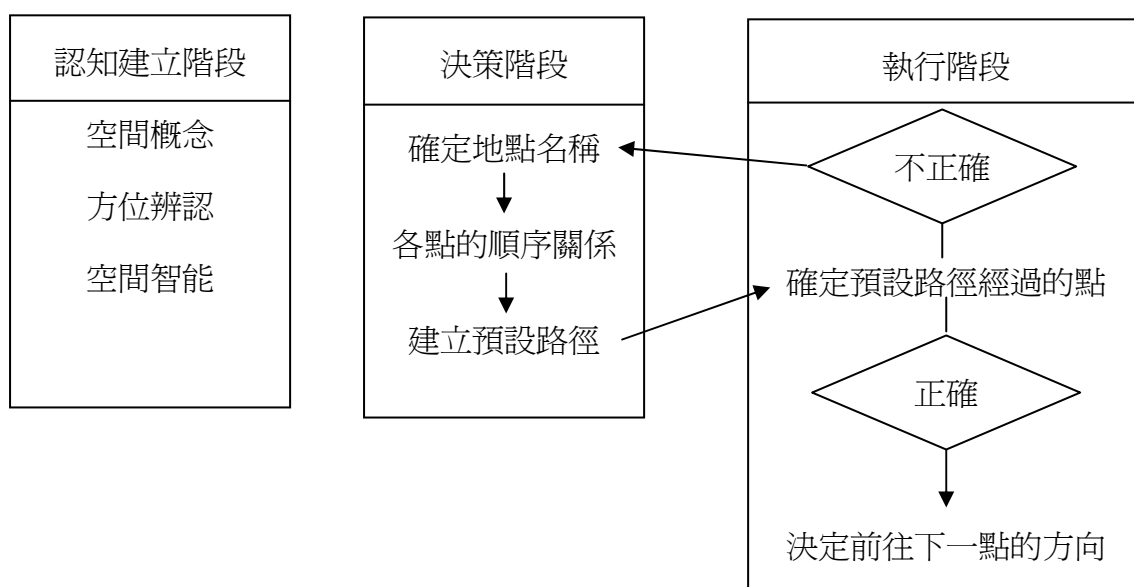 認知建立階段
空間概念
方位辨認
空間智能
決策階段
確定地點名稱
各點的順序關係
建立預設路徑
執行階段
不正確
確定預設路徑經過的點
正確
決定前往下一點的方向